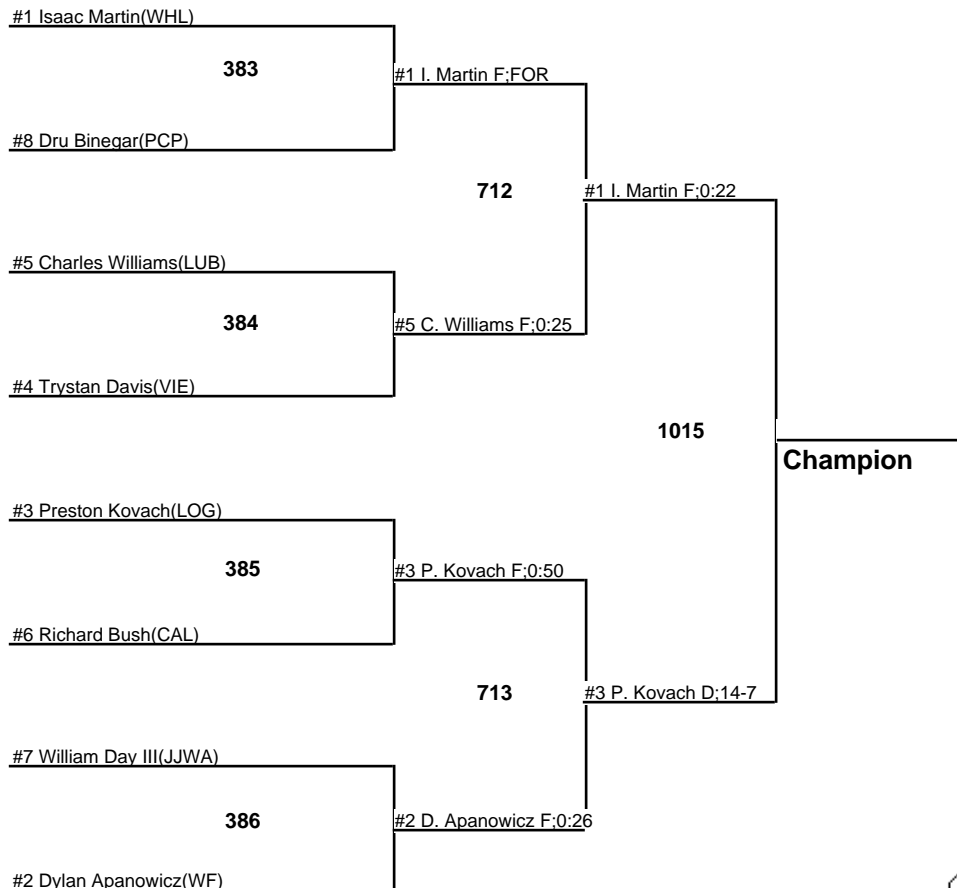 #1 Isaac Martin(WHL)
383
#1 I. Martin F;FOR
#8 Dru Binegar(PCP)
712
#1 I. Martin F;0:22
#5 Charles Williams(LUB)
384
#5 C. Williams F;0:25
#4 Trystan Davis(VIE)
1015
Champion
#3 Preston Kovach(LOG)
385
#3 P. Kovach F;0:50
#6 Richard Bush(CAL)
713
#3 P. Kovach D;14-7
#7 William Day III(JJWA)
386
#2 D. Apanowicz F;0:26
#2 Dylan Apanowicz(WF)